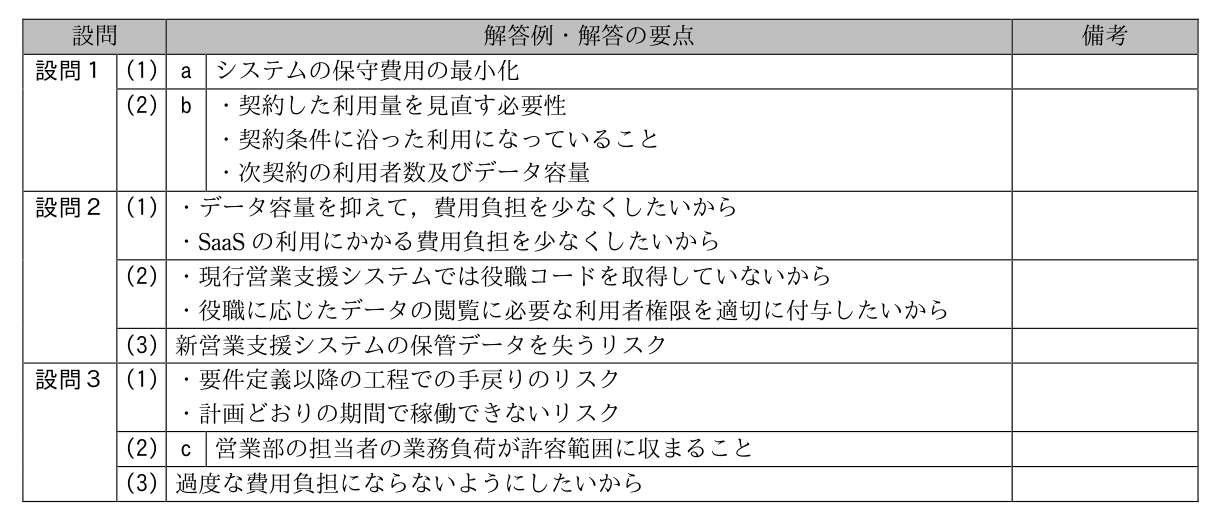 設問 解答例・解答の要点 備考
設問１ (1) a システムの保守費用の最小化
(2) b ・契約した利用量を見直す必要性
・契約条件に沿った利用になっていること
・次契約の利用者数及びデータ容量
設問２ (1) ・データ容量を抑えて，費用負担を少なくしたいから
・SaaS の利用にかかる費用負担を少なくしたいから
(2) ・現行営業支援システムでは役職コードを取得していないから
・役職に応じたデータの閲覧に必要な利用者権限を適切に付与したいから
(3) 新営業支援システムの保管データを失うリスク
設問３ (1) ・要件定義以降の工程での手戻りのリスク
・計画どおりの期間で稼働できないリスク
(2) c 営業部の担当者の業務負荷が許容範囲に収まること
(3) 過度な費用負担にならないようにしたいから